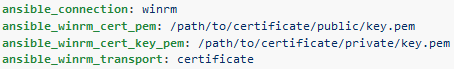 ansible_connection: winrm
ansible_winrm_cert_pem: /path/to/certificate/public/key.pem
ansible_winrm_cert_key_pem: /path/to/certificate/private/key.pem
ansible_winrm_transport: certificate